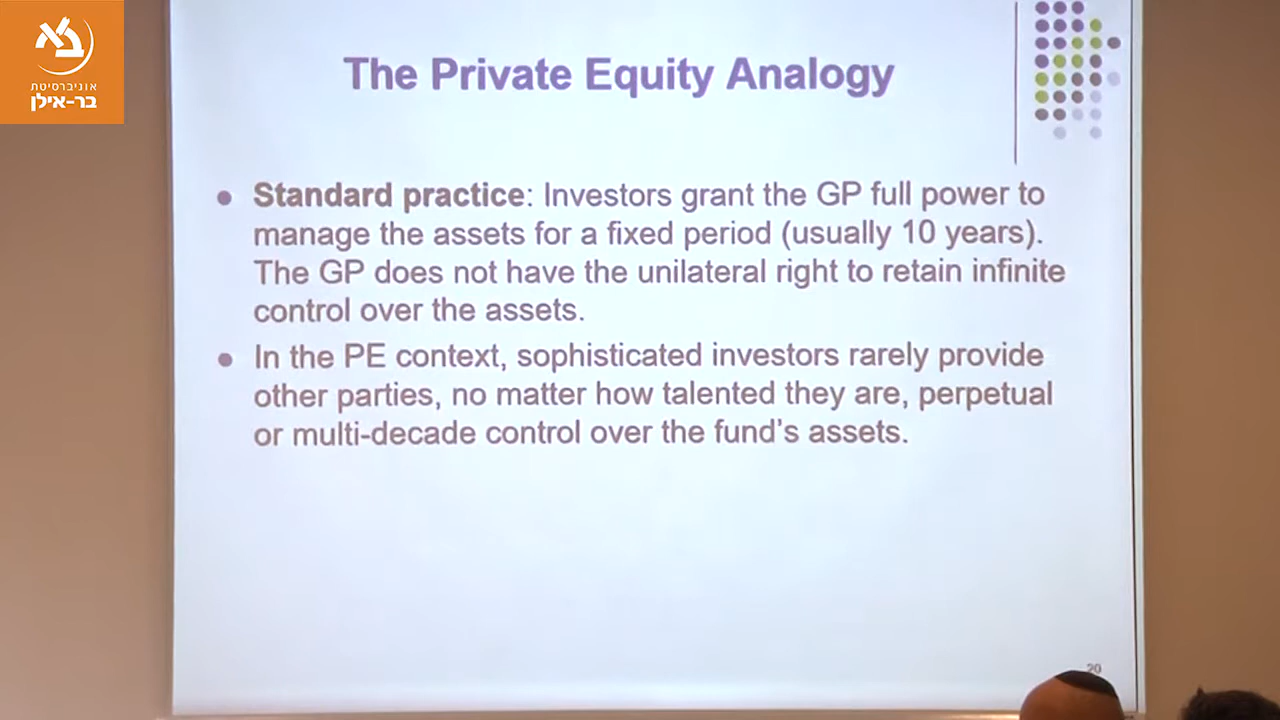 אוניברסיטת
בר-אילן
The Private Equity Analogy
Standard practice: Investors grant the GP full power to
manage the assets for a fixed period (usually 10 years).
The GP does not have the unilateral right to retain infinite
control over the assets.
In the PE context, sophisticated investors rarely provide
other parties, no matter how talented they are, perpetual
or multi-decade control over the fund's assets.
20